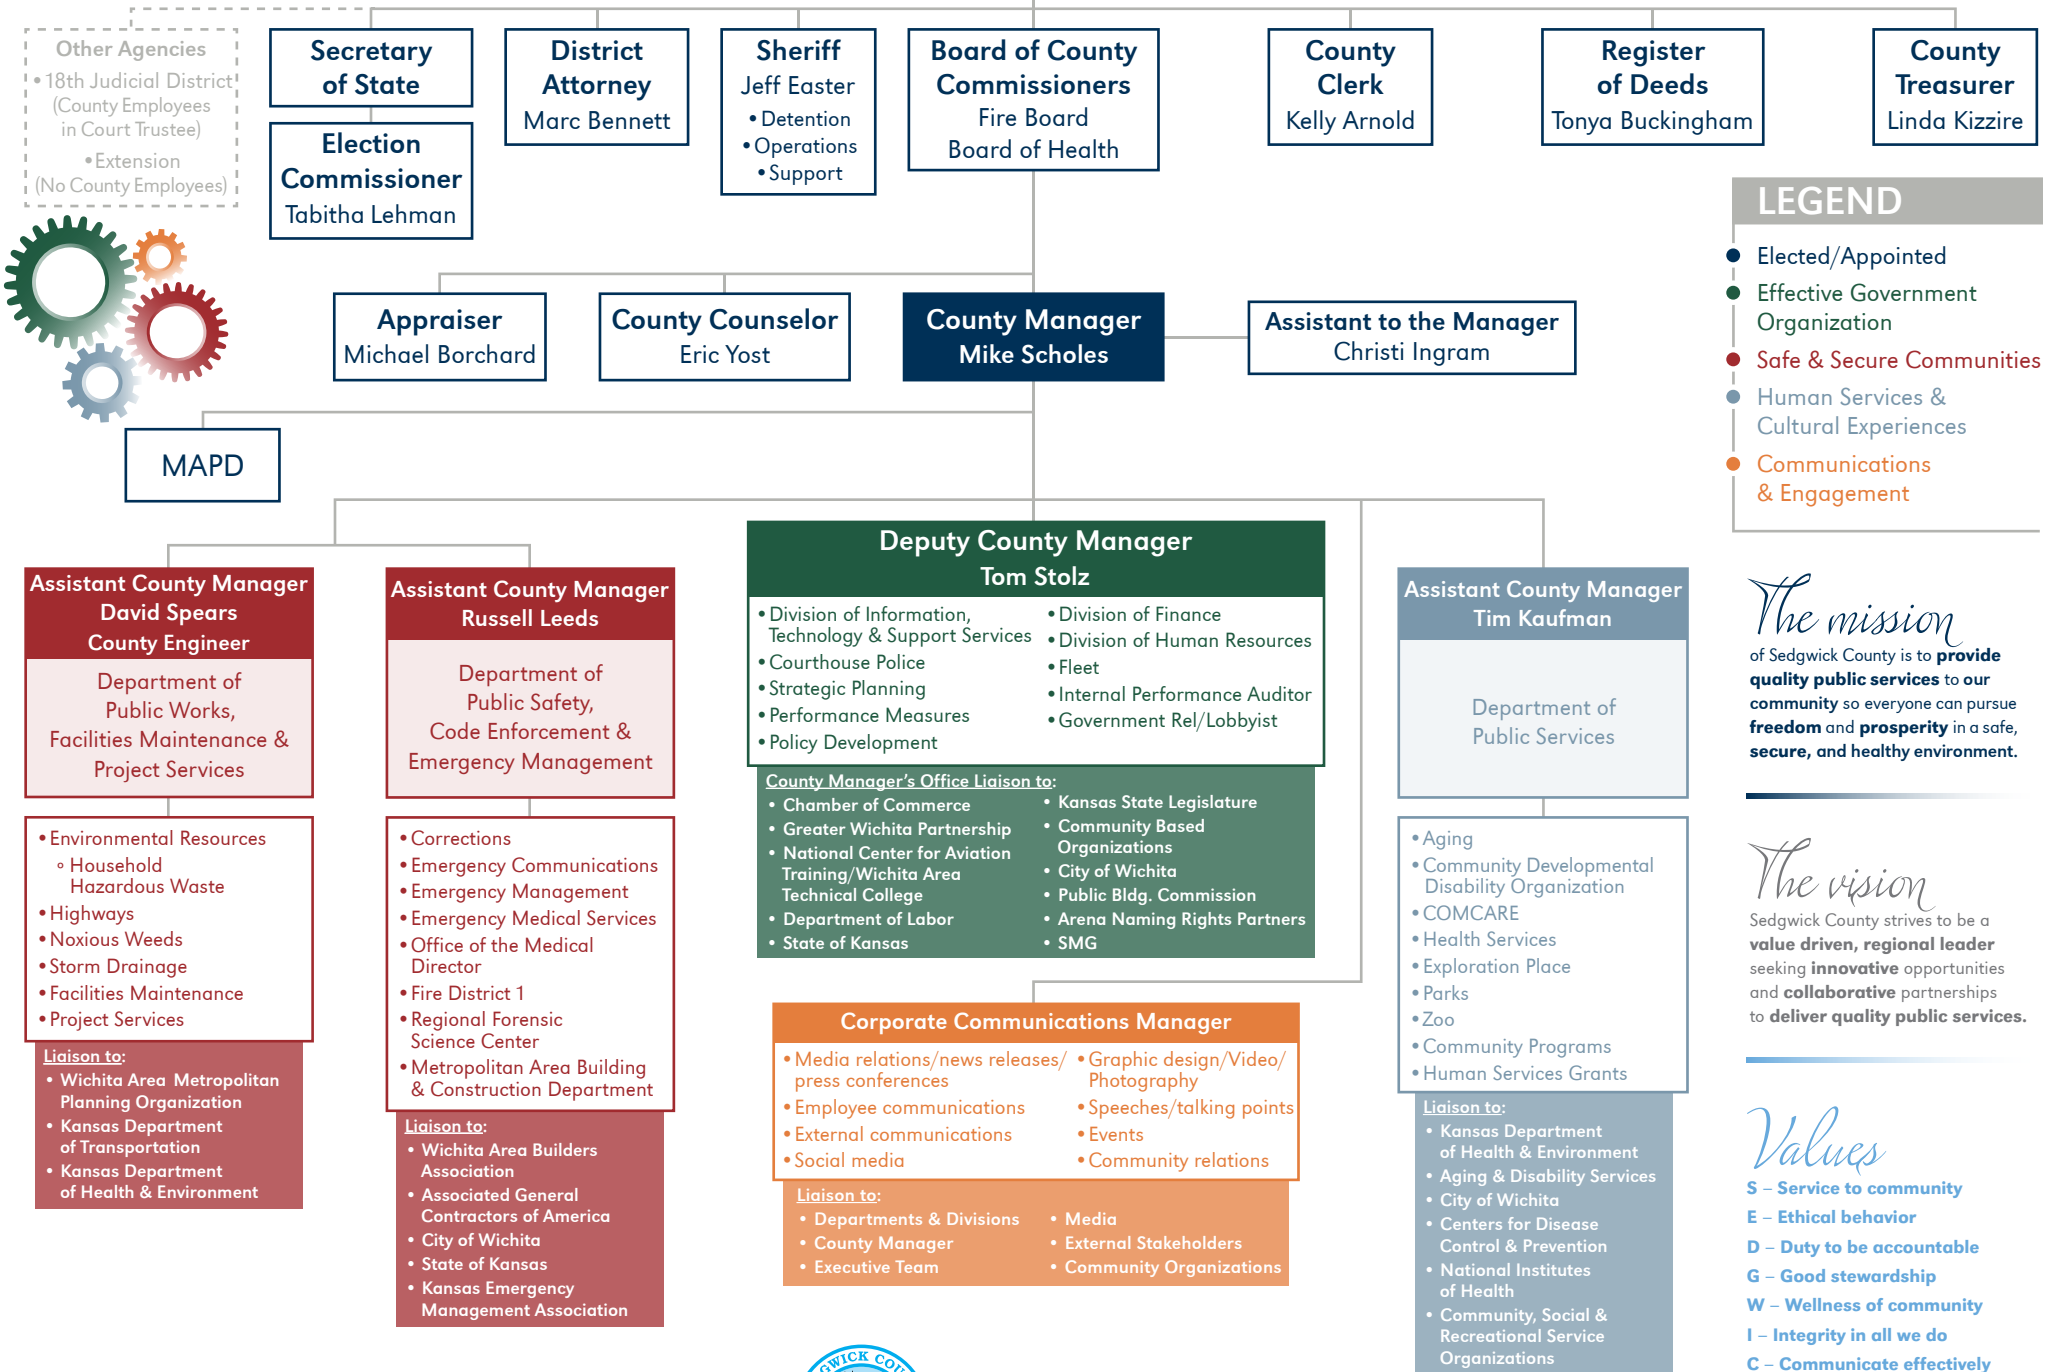 Other Agencies
•18th Judicial District
(County Employees
in Court Trustee)
•Extension
(No County Employees)
Secretary
of State
Election
Commissioner
Tabitha Lehman
District
Attorney
Marc Bennett
Sheriff
Jeff Easter
•Detention
•Operations
•Support
Board of County
Commissioners
Fire Board
Board of Health
County
Clerk
Kelly Arnold
Register
of Deeds
Tonya Buckingham
County
Treasurer
Linda Kizzire
LEGEND
Elected/Appointed
Effective Government
Organization
Safe & Secure Communities
Human Services &
Cultural Experiences
Communications
& Engagement
Appraiser
Michael Borchard
County Counselor
Eric Yost
County Manager
Mike Scholes
Assistant to the Manager
Christi Ingram
MAPD
Assistant County Manager
David Spears
County Engineer
Department of
Public Works,
Facilities Maintenance &
Project Services
•Environmental Resources
◦ Household
Hazardous Waste
•Highways
•Noxious Weeds
•Storm Drainage
•Facilities Maintenance
•Project Services
Liaison to:
• Wichita Area Metropolitan
Planning Organization
• Kansas Department
of Transportation
• Kansas Department
of Health & Environment
Assistant County Manager
Russell Leeds
Department of
Public Safety,
Code Enforcement &
Emergency Management
•Corrections
•Emergency Communications
•Emergency Management
•Emergency Medical Services
•Office of the Medical
Director
•Fire District 1
•Regional Forensic
Science Center
•Metropolitan Area Building
& Construction Department
Liaison to:
• Wichita Area Builders
Association
• Associated General
Contractors of America
• City of Wichita
• State of Kansas
• Kansas Emergency
Management Association
Deputy County Manager
Tom Stolz
•Division of Information,
Technology & Support Services
•Courthouse Police
•Strategic Planning
•Performance Measures
•Policy Development
•Division of Finance
•Division of Human Resources
•Fleet
•Internal Performance Auditor
•Government Rel/Lobbyist
County Manager's Office Liaison to:
• Chamber of Commerce
• Greater Wichita Partnership
• National Center for Aviation
Training/Wichita Area
Technical College
• Department of Labor
• State of Kansas
• Kansas State Legislature
• Community Based
Organizations
• City of Wichita
• Public Bldg. Commission
• Arena Naming Rights Partners
• SMG
Corporate Communications Manager
•Media relations/news releases/
press conferences
•Employee communications
•External communications
•Social media
•Graphic design/Video/
Photography
•Speeches/talking points
•Events
•Community relations
Liaison to:
• Departments & Divisions
• County Manager
• Executive Team
• Media
• External Stakeholders
• Community Organizations
Assistant County Manager
Tim Kaufman
Department of
Public Services
•Aging
•Community Developmental
Disability Organization
•COMCARE
•Health Services
•Exploration Place
•Parks
•Zoo
•Community Programs
•Human Services Grants
Liaison to:
• Kansas Department
of Health & Environment
• Aging & Disability Services
• City of Wichita
• Centers for Disease
Control & Prevention
• National Institutes
of Health
• Community, Social &
Recreational Service
Organizations
The mission
of Sedgwick County is to provide
quality public services to our
community so everyone can pursue
freedom and prosperity in a safe,
secure, and healthy environment.
The vision
Sedgwick County strives to be a
value driven, regional leader
seeking innovative opportunities
and collaborative partnerships
to deliver quality public services.
Values
S – Service to community
E – Ethical behavior
D – Duty to be accountable
G – Good stewardship
W – Wellness of community
I – Integrity in all we do
C – Communicate effectively